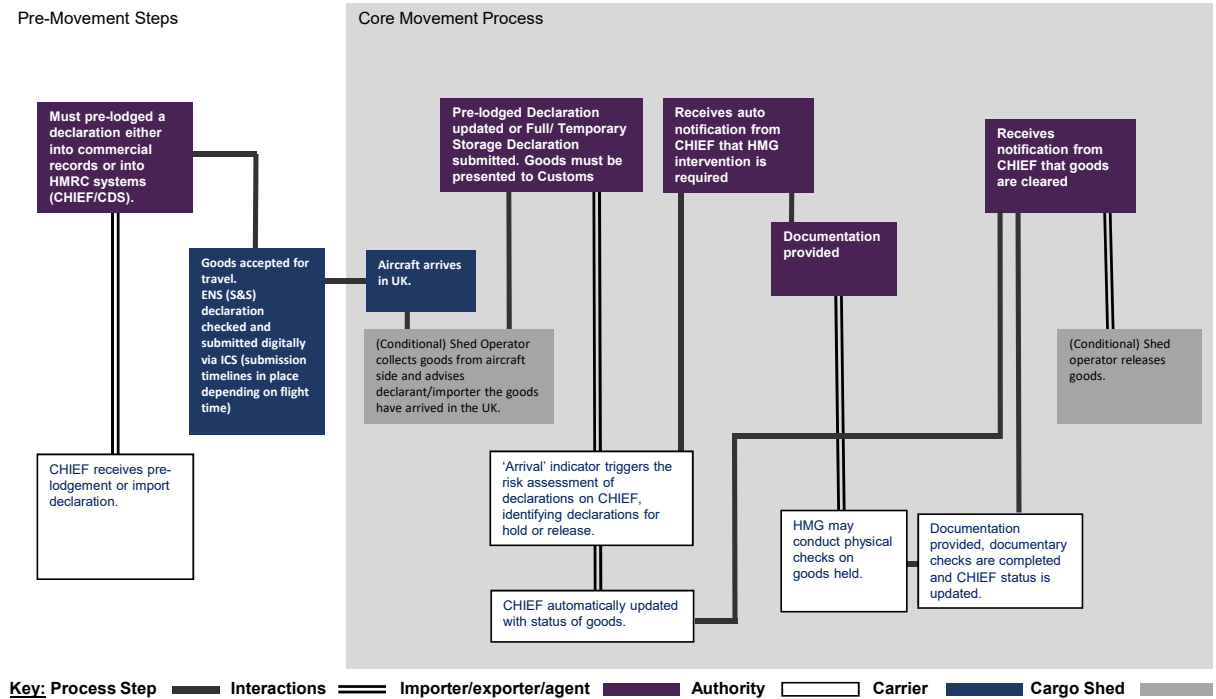 Pre-Movement Steps
Core Movement Process
Must pre-lodged a
declaration either
into commercial
records or into
HMRC systems
(CHIEF/CDS).
Goods accepted for
travel.
ENS (S&S)
declaration
checked and
submitted digitally
via ICS (submission
timelines in place
depending on flight
time)
CHIEF receives pre-
lodgement or import
declaration.
Aircraft arrives
in UK.
(Conditional) Shed Operator
collects goods from aircraft
side and advises
declarant/importer the goods
have arrived in the UK.
Pre-lodged Declaration
updated or Full/ Temporary
Storage Declaration
submitted. Goods must be
presented to Customs
'Arrival' indicator triggers the
risk assessment of
declarations on CHIEF,
identifying declarations for
hold or release.
CHIEF automatically updated
with status of goods.
Receives auto
notification from
CHIEF that HMG
intervention is
required
Documentation
provided
HMG may
conduct physical
checks on
goods held.
Documentation
provided, documentary
checks are completed
and CHIEF status is
updated.
Receives
notification from
CHIEF that goods
are cleared
(Conditional) Shed
operator releases
goods.
Key: Process Step Interactions Importer/exporter/agent Authority Carrier Cargo Shed